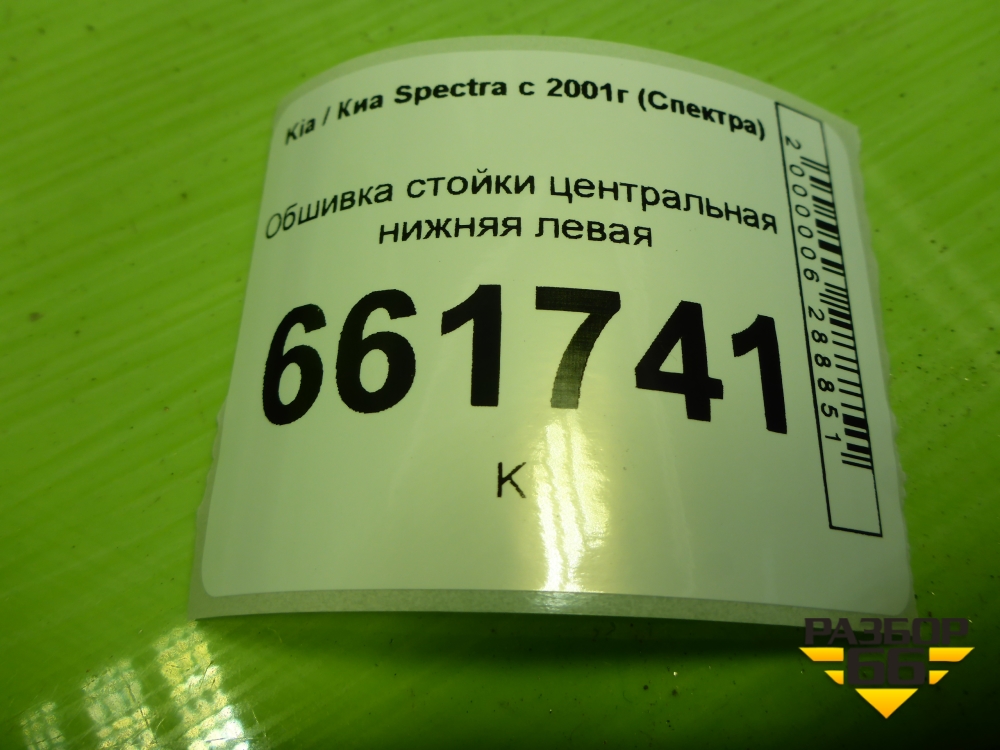 Kia / Киа Spectra с 2001г (Спектра)
Обшивка стойки центральная
нижняя левая
661741
К
2000006288851
РАЗБОР
66